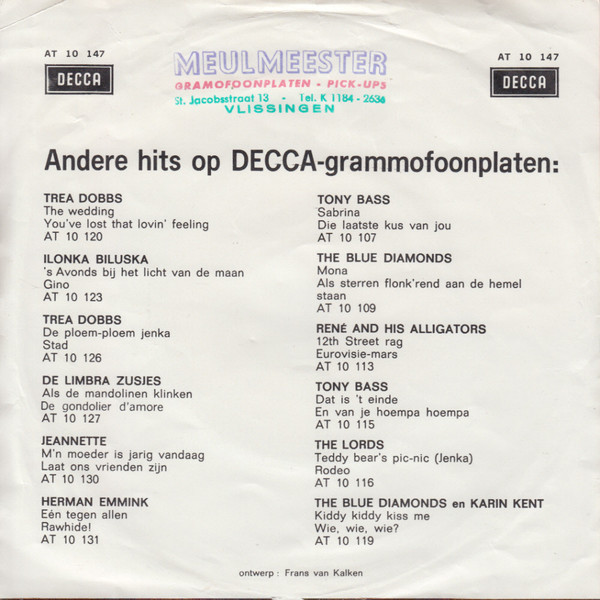 AT 10 147
DECCA
MEULMEESTER
GRAMOFOONPLATEN - PICK-UPS
St. Jacobsstraat 13 - Tel. K 1184 - 2636
VLISSINGEN
AT 10 147
DECCA
Andere hits op DECCA-grammofoonplaten:
TREA DOBBS
The wedding
You've lost that lovin' feeling
AT 10 120
ILONKA BILUSKA
's Avonds bij het licht van de maan
Gino
AT 10 123
TREA DOBBS
De ploem-ploem jenka
Stad
AT 10 126
DE LIMBRA ZUSJES
Als de mandolinen klinken
De gondolier d'amore
AT 10 127
JEANNETTE
M'n moeder is jarig vandaag
Laat ons vrienden zijn
AT 10 130
HERMAN EMMINK
Eén tegen allen
Rawhide!
AT 10 131
TONY BASS
Sabrina
Die laatste kus van jou
AT 10 107
THE BLUE DIAMONDS
Mona
Als sterren flonk'rend aan de hemel
staan
AT 10 109
RENÉ AND HIS ALLIGATORS
12th Street rag
Eurovisie-mars
AT 10 113
TONY BASS
Dat is 't einde
En van je hoempa hoempa
AT 10 115
THE LORDS
Teddy bear's pic-nic (Jenka)
Rodeo
AT 10 116
THE BLUE DIAMONDS en KARIN KENT
Kiddy kiddy kiss me
Wie, wie, wie?
AT 10 119
ontwerp : Frans van Kalken